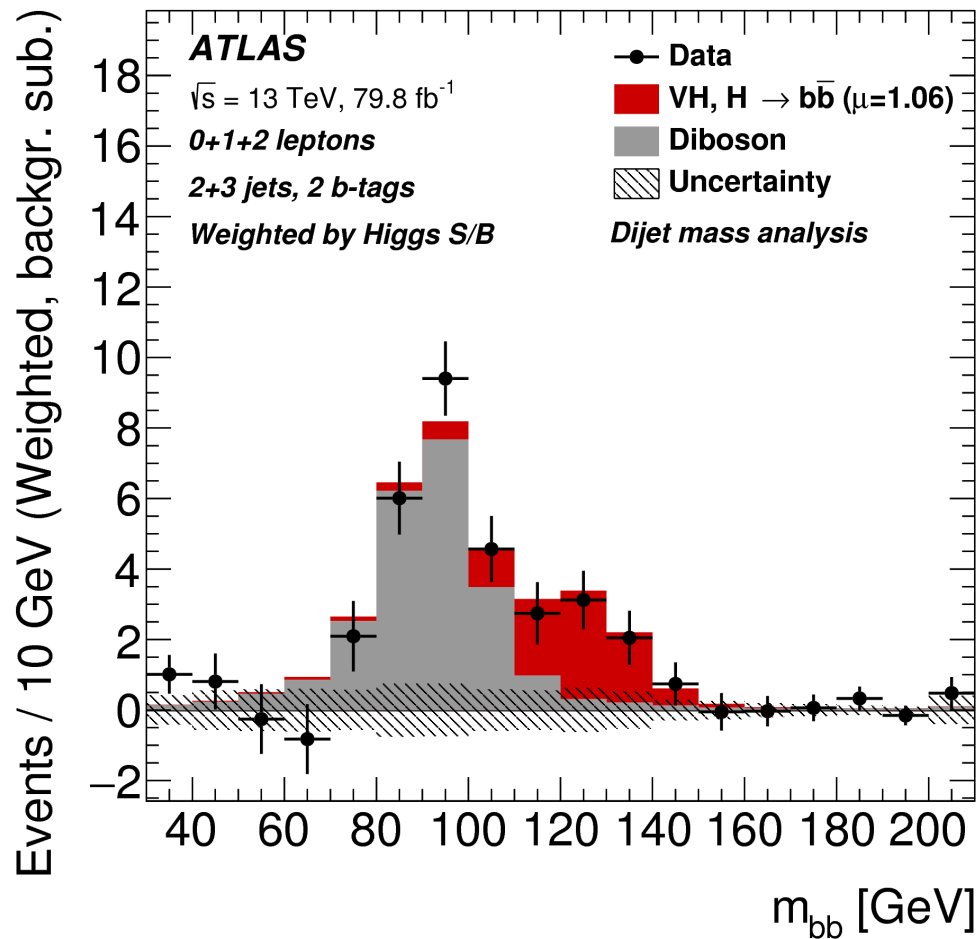 Events / 10 GeV (Weighted, backgr. sub.)
18
16
14
12
10
8
6
4
2
0
−2
ATLAS
√s = 13 TeV, 79.8 fb⁻¹
0+1+2 leptons
2+3 jets, 2 b-tags
Weighted by Higgs S/B
Data
VH, H → bb̅ (μ=1.06)
Diboson
Uncertainty
Dijet mass analysis
40 60 80 100 120 140 160 180 200
m_bb [GeV]